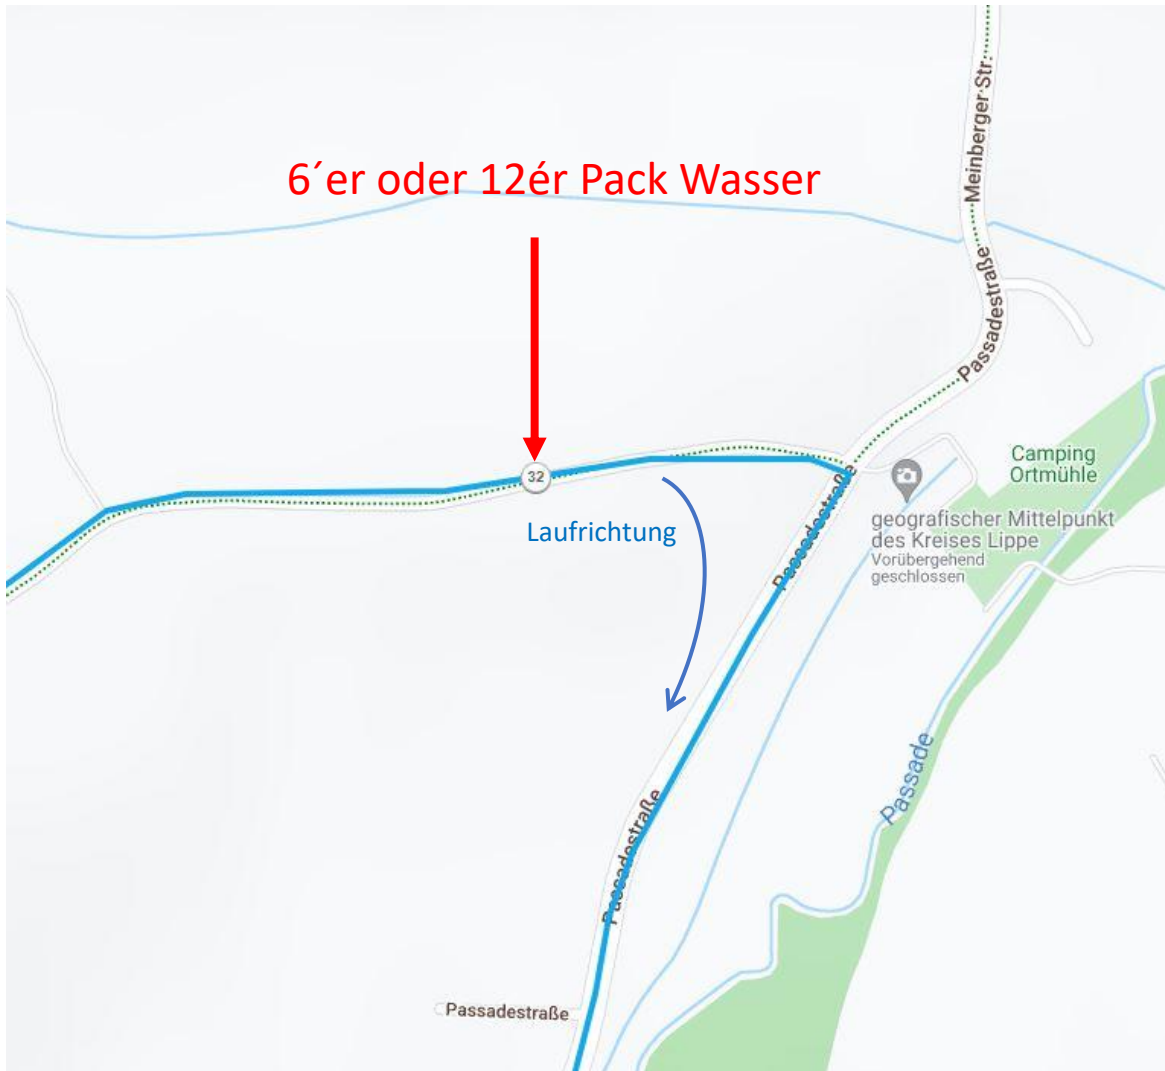 Meinberger Str.
6´er oder 12ér Pack Wasser
Passadestraße
Camping
Ortmühle
32
Passadestraße
geografischer Mittelpunkt
des Kreises Lippe
Vorübergehend
geschlossen
Laufrichtung
Passade
Passadestraße
Passadestraße